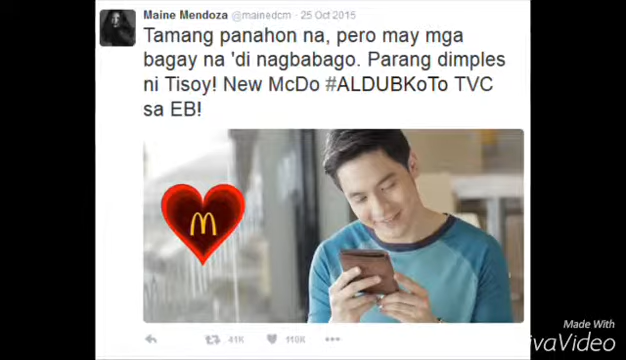 Maine Mendoza @mainedcm · 25 Oct 2015
Tamang panahon na, pero may mga
bagay na 'di nagbabago. Parang dimples
ni Tisoy! New McDo #ALDUBKoTo TVC
sa EB!
41K 110K
Made With
VivaVideo